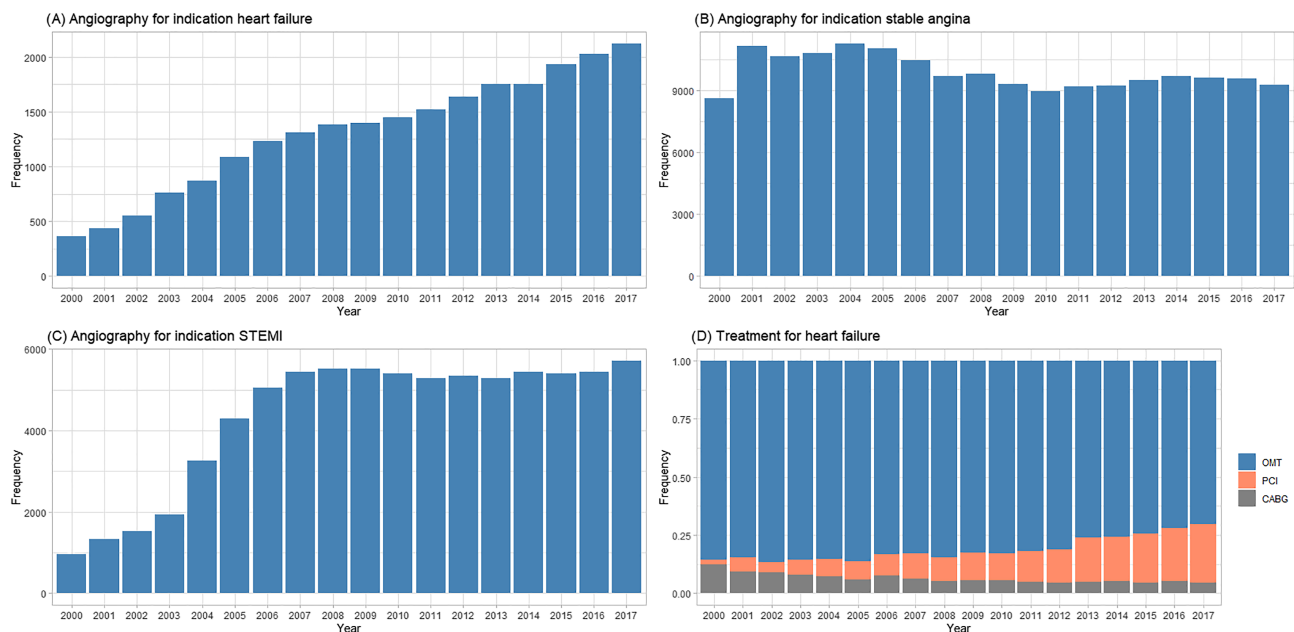 (A) Angiography for indication heart failure
Frequency
2000
1500
1000
500
0
2000 2001 2002 2003 2004 2005 2006 2007 2008 2009 2010 2011 2012 2013 2014 2015 2016 2017
Year
(B) Angiography for indication stable angina
Frequency
9000
6000
3000
0
2000 2001 2002 2003 2004 2005 2006 2007 2008 2009 2010 2011 2012 2013 2014 2015 2016 2017
Year
(C) Angiography for indication STEMI
Frequency
6000
4000
2000
0
2000 2001 2002 2003 2004 2005 2006 2007 2008 2009 2010 2011 2012 2013 2014 2015 2016 2017
Year
(D) Treatment for heart failure
Frequency
1.00
0.75
0.50
0.25
0.00
2000 2001 2002 2003 2004 2005 2006 2007 2008 2009 2010 2011 2012 2013 2014 2015 2016 2017
Year
OMT
PCI
CABG